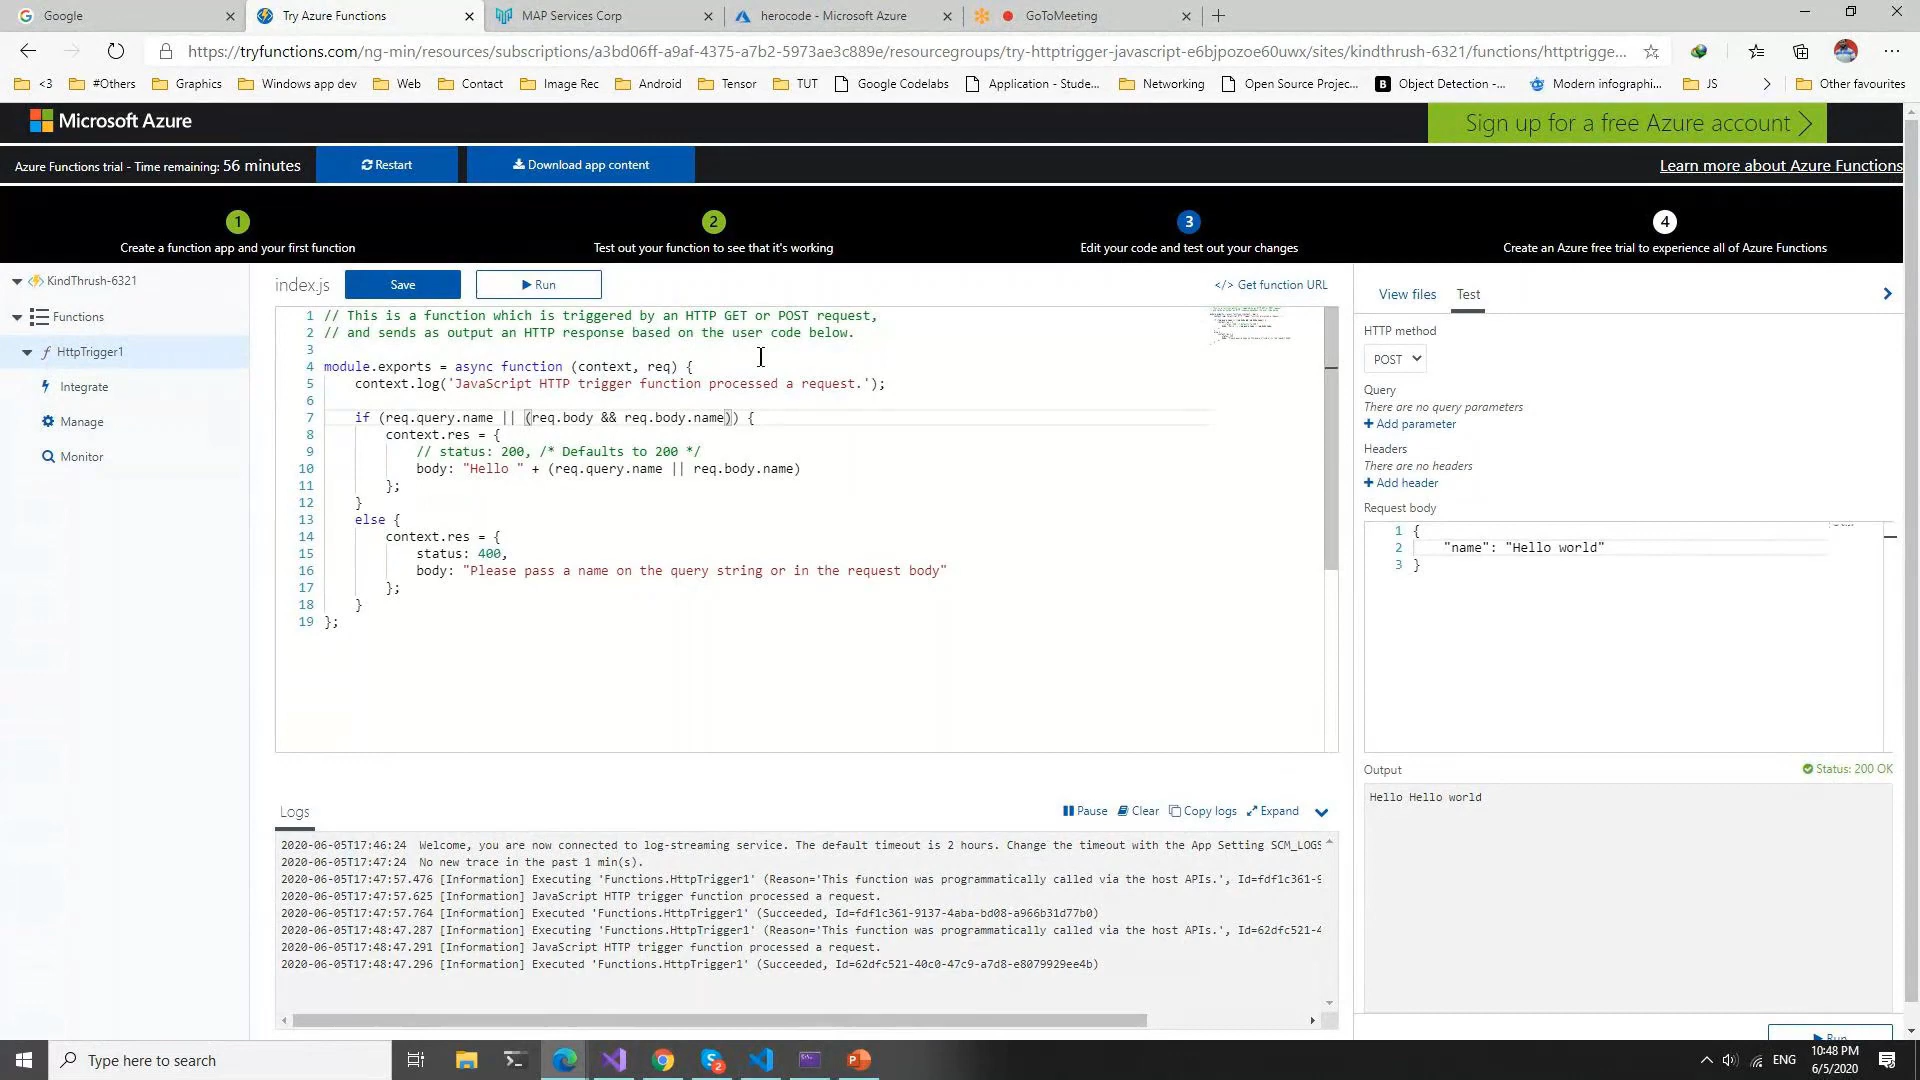 Google
Try Azure Functions
MAP Services Corp
herocode - Microsoft Azure
GoToMeeting
https://tryfunctions.com/ng-min/resources/subscriptions/a3bd06ff-a9af-4375-a7b2-5973ae3c889e/resourcegroups/try-httptrigger-javascript-e6bjpozoe60uwx/sites/kindthrush-6321/functions/httptrigge...
<3
#Others
Graphics
Windows app dev
Web
Contact
Image Rec
Android
Tensor
TUT
Google Codelabs
Application - Stude...
Networking
Open Source Projec...
Object Detection -...
Modern infographi...
JS
Other favourites
Microsoft Azure
Sign up for a free Azure account
Azure Functions trial - Time remaining: 56 minutes
Restart
Download app content
Learn more about Azure Functions
1
2
3
4
Create a function app and your first function
Test out your function to see that it's working
Edit your code and test out your changes
Create an Azure free trial to experience all of Azure Functions
KindThrush-6321
Functions
HttpTrigger1
Integrate
Manage
Monitor
index.js
Save
Run
</> Get function URL
1 // This is a function which is triggered by an HTTP GET or POST request,
2 // and sends as output an HTTP response based on the user code below.
3
4 module.exports = async function (context, req) {
5     context.log('JavaScript HTTP trigger function processed a request.');
6
7     if (req.query.name || (req.body && req.body.name)) {
8         context.res = {
9             // status: 200, /* Defaults to 200 */
10             body: "Hello " + (req.query.name || req.body.name)
11         };
12     }
13     else {
14         context.res = {
15             status: 400,
16             body: "Please pass a name on the query string or in the request body"
17         };
18     }
19 };
View files
Test
HTTP method
POST
Query
There are no query parameters
Add parameter
Headers
There are no headers
Add header
Request body
1 {
2     "name": "Hello world"
3 }
Output
Status: 200 OK
Hello Hello world
Run
Logs
Pause
Clear
Copy logs
Expand
2020-06-05T17:46:24  Welcome, you are now connected to log-streaming service. The default timeout is 2 hours. Change the timeout with the App Setting SCM_LOGS
2020-06-05T17:47:24  No new trace in the past 1 min(s).
2020-06-05T17:47:57.476 [Information] Executing 'Functions.HttpTrigger1' (Reason='This function was programmatically called via the host APIs.', Id=fdf1c361-9
2020-06-05T17:47:57.625 [Information] JavaScript HTTP trigger function processed a request.
2020-06-05T17:47:57.764 [Information] Executed 'Functions.HttpTrigger1' (Succeeded, Id=fdf1c361-9137-4aba-bd08-a966b31d77b0)
2020-06-05T17:48:47.287 [Information] Executing 'Functions.HttpTrigger1' (Reason='This function was programmatically called via the host APIs.', Id=62dfc521-4
2020-06-05T17:48:47.291 [Information] JavaScript HTTP trigger function processed a request.
2020-06-05T17:48:47.296 [Information] Executed 'Functions.HttpTrigger1' (Succeeded, Id=62dfc521-40c0-47c9-a7d8-e8079929ee4b)
Type here to search
2
ENG
10:48 PM
6/5/2020